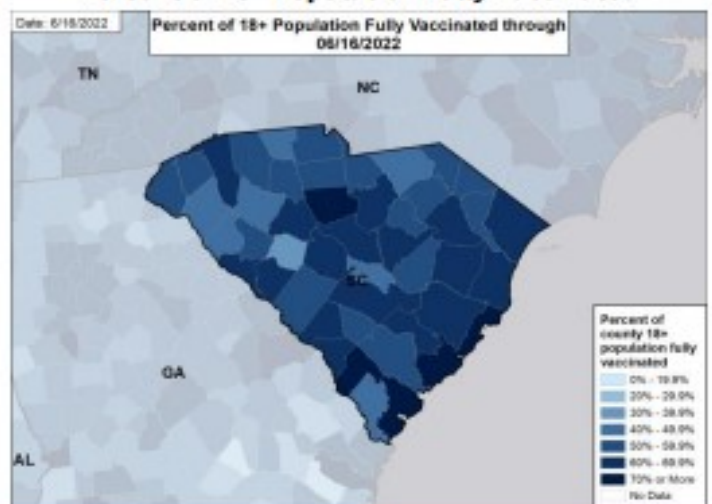 Date: 6/16/2022
Percent of 18+ Population Fully Vaccinated through
06/16/2022
TN
NC
SC
GA
AL
Percent of
county 18+
population fully
vaccinated
0% - 19.9%
20% - 29.9%
30% - 39.9%
40% - 49.9%
50% - 59.9%
60% - 69.9%
70% or More
No Data